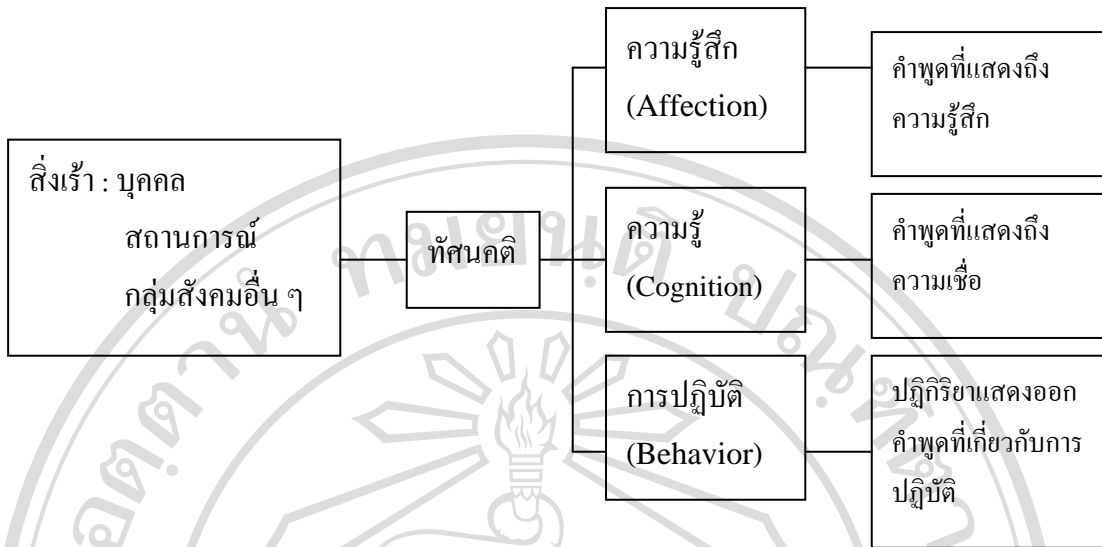 สิ่งเร้า : บุคคล
สถานการณ์
กลุ่มสังคมอื่น ๆ
ทัศนคติ
ความรู้สึก
(Affection)
คำพูดที่แสดงถึง
ความรู้สึก
ความรู้
(Cognition)
คำพูดที่แสดงถึง
ความเชื่อ
การปฏิบัติ
(Behavior)
ปฏิกิริยาแสดงออก
คำพูดที่เกี่ยวกับการ
ปฏิบัติ